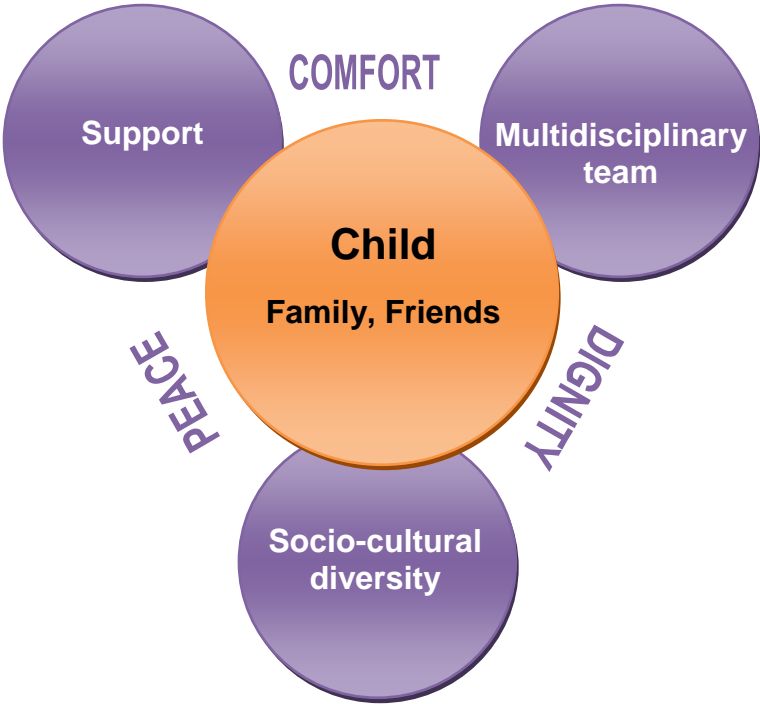 COMFORT
Support
Multidisciplinary
team
Child
Family, Friends
PEACE
DIGNITY
Socio-cultural
diversity